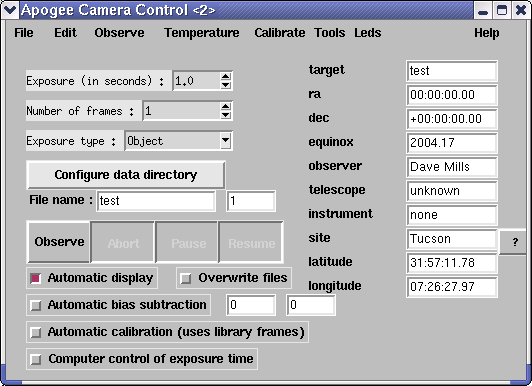 Apogee Camera Control <2>
File Edit Observe Temperature Calibrate Tools Leds Help
Exposure (in seconds) : 1.0
Number of frames : 1
Exposure type : Object
Configure data directory
File name : test 1
Observe Abort Pause Resume
Automatic display Overwrite files
Automatic bias subtraction 0 0
Automatic calibration (uses library frames)
Computer control of exposure time
target test
ra 00:00:00.00
dec +00:00:00.00
equinox 2004.17
observer Dave Mills
telescope unknown
instrument none
site Tucson ?
latitude 31:57:11.78
longitude 07:26:27.97